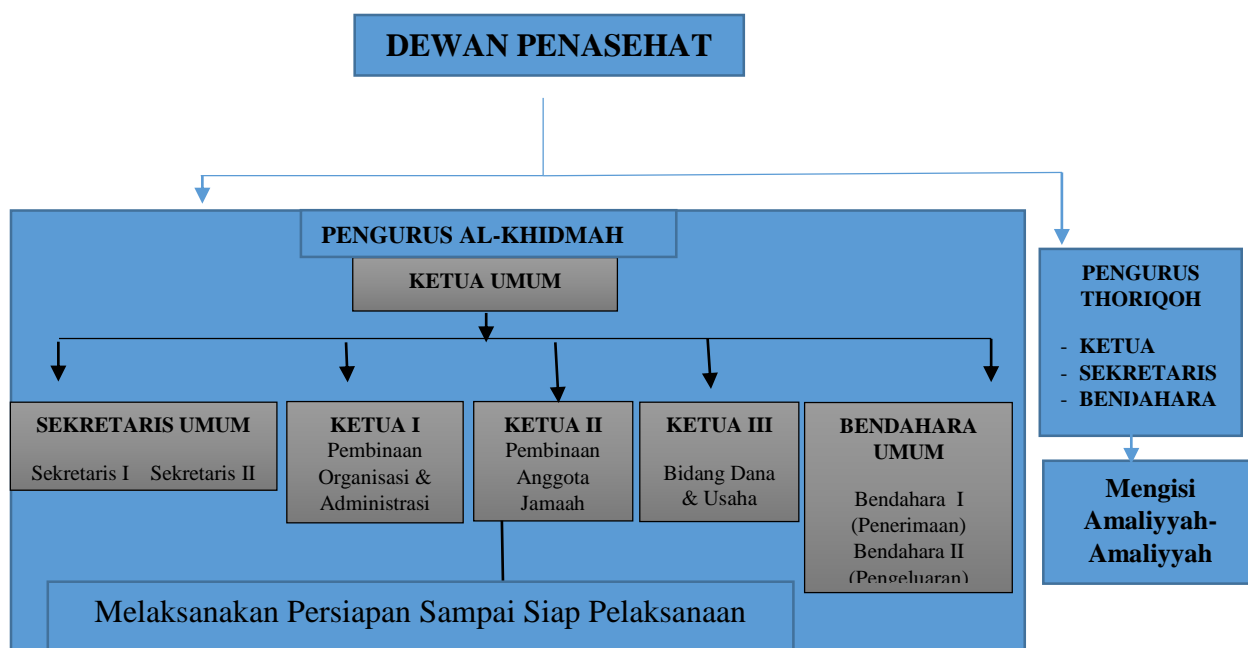 DEWAN PENASEHAT
PENGURUS AL-KHIDMAH
KETUA UMUM
SEKRETARIS UMUM
Sekretaris I Sekretaris II
KETUA I
Pembinaan
Organisasi &
Administrasi
KETUA II
Pembinaan
Anggota
Jamaah
KETUA III
Bidang Dana
& Usaha
BENDAHARA
UMUM
Bendahara I
(Penerimaan)
Bendahara II
(Pengeluaran)
Melaksanakan Persiapan Sampai Siap Pelaksanaan
PENGURUS
THORIQOH
- KETUA
- SEKRETARIS
- BENDAHARA
Mengisi
Amaliyyah-
Amaliyyah